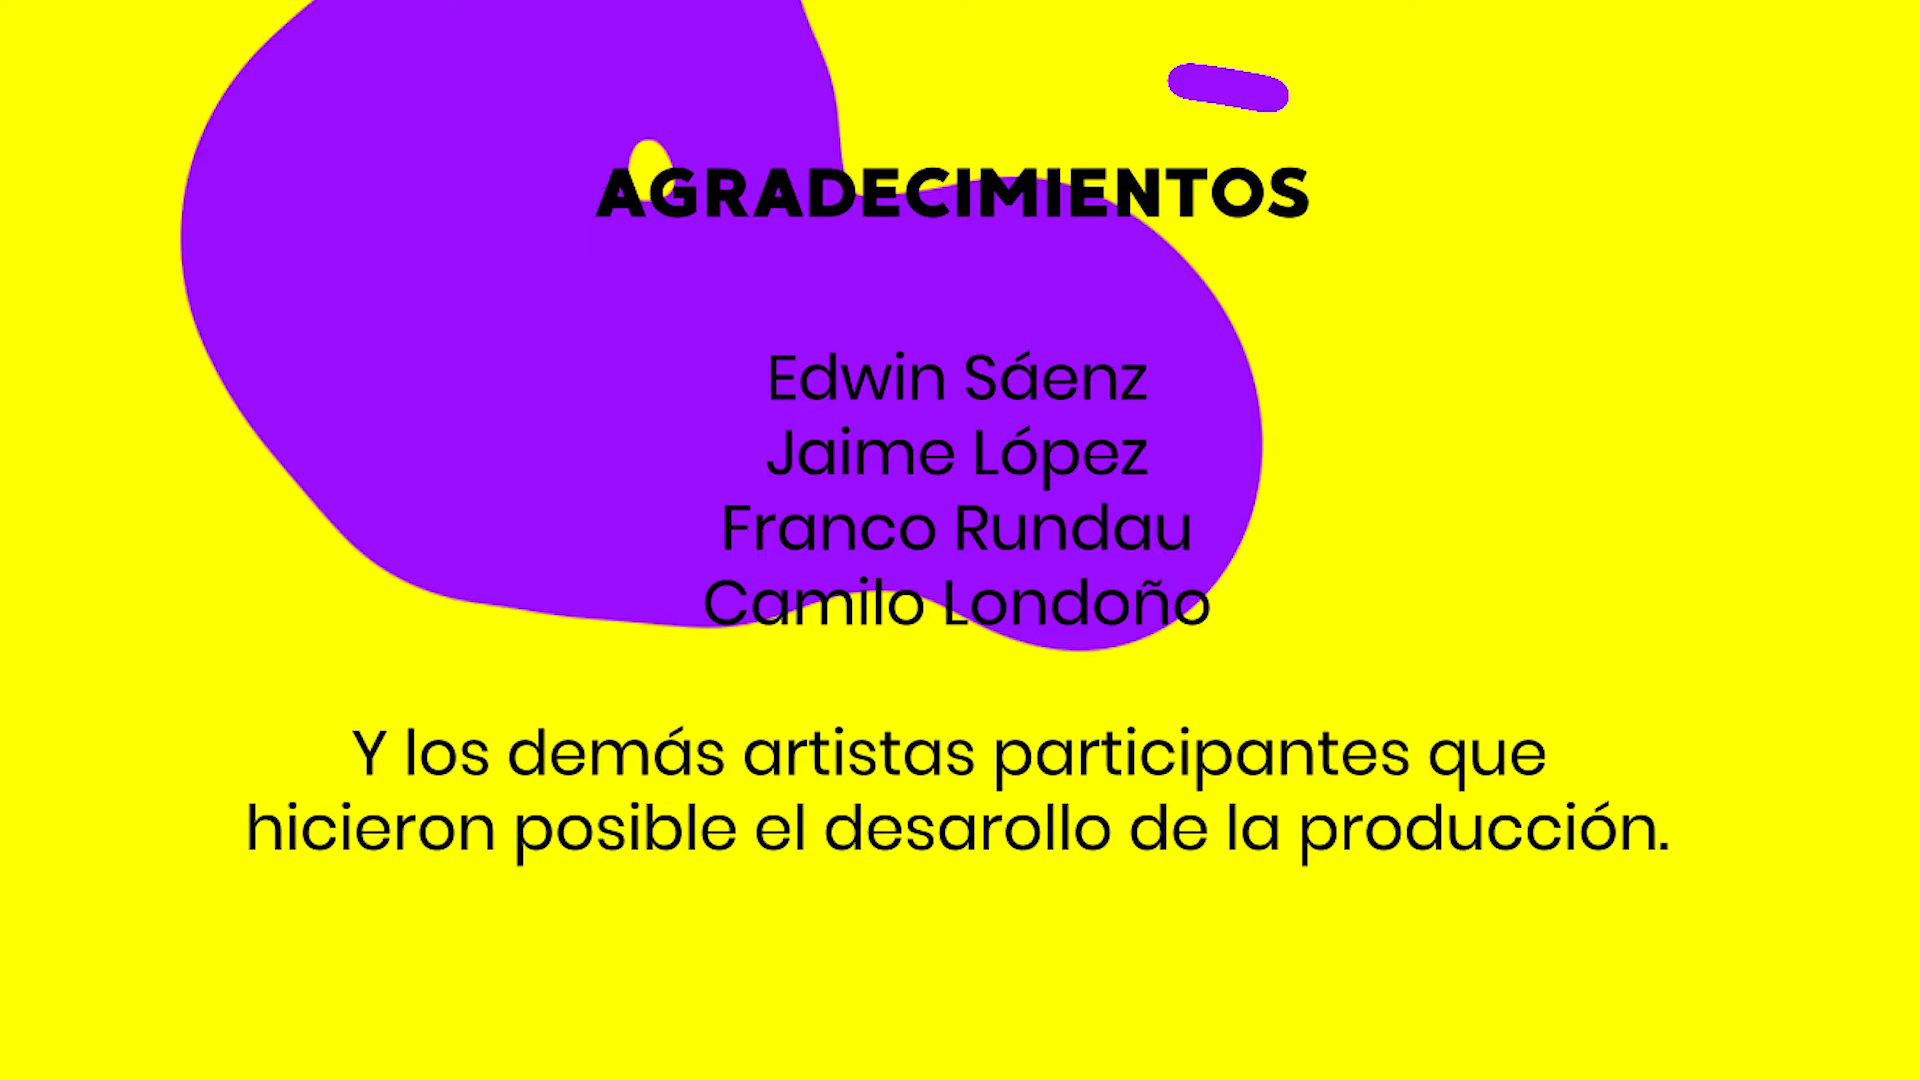 AGRADECIMIENTOS
Edwin Sáenz
Jaime López
Franco Rundau
Camilo Londoño
Y los demás artistas participantes que
hicieron posible el desarollo de la producción.